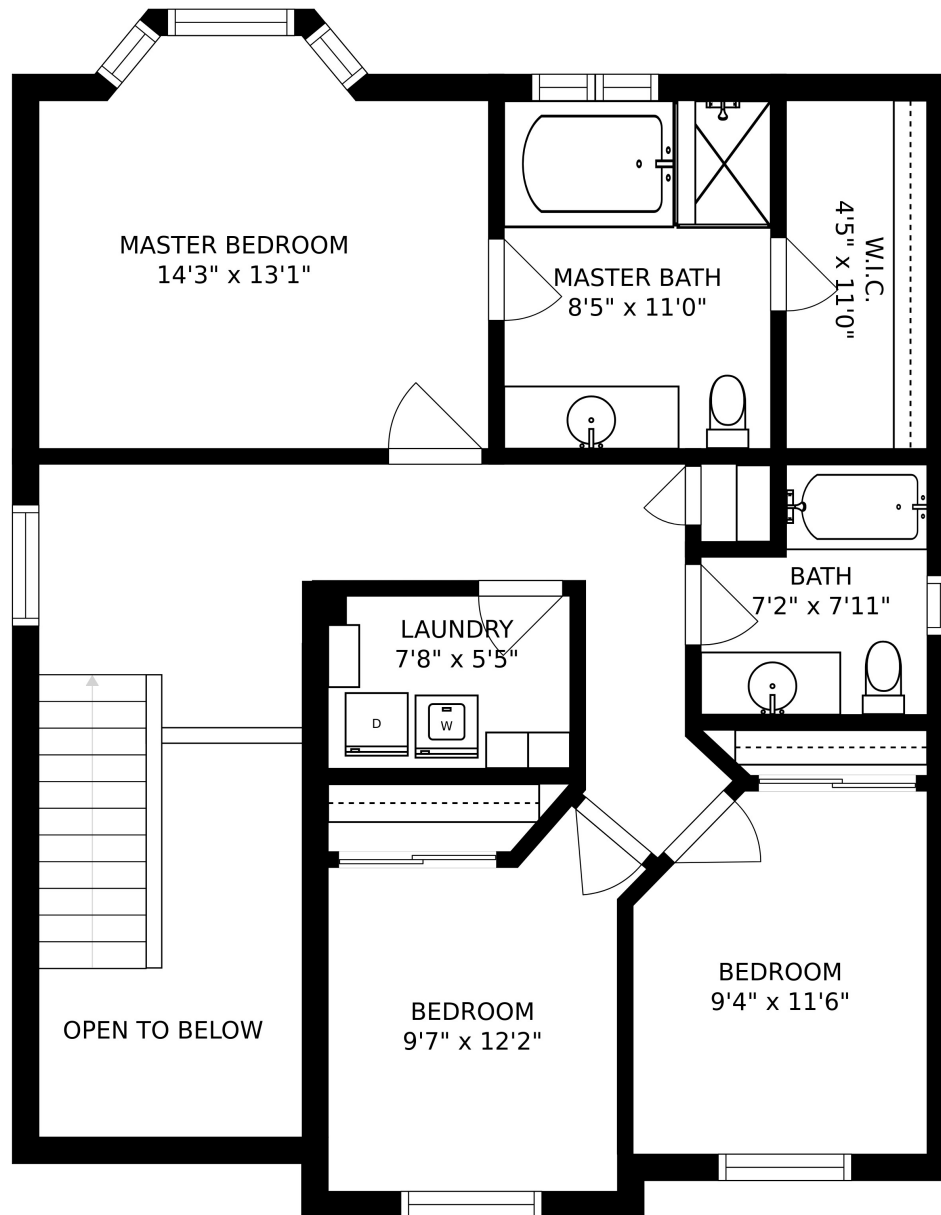 MASTER BEDROOM
14'3" x 13'1"
MASTER BATH
8'5" x 11'0"
W.I.C.
4'5" x 11'0"
BATH
7'2" x 7'11"
LAUNDRY
7'8" x 5'5"
D
W
BEDROOM
9'4" x 11'6"
BEDROOM
9'7" x 12'2"
OPEN TO BELOW